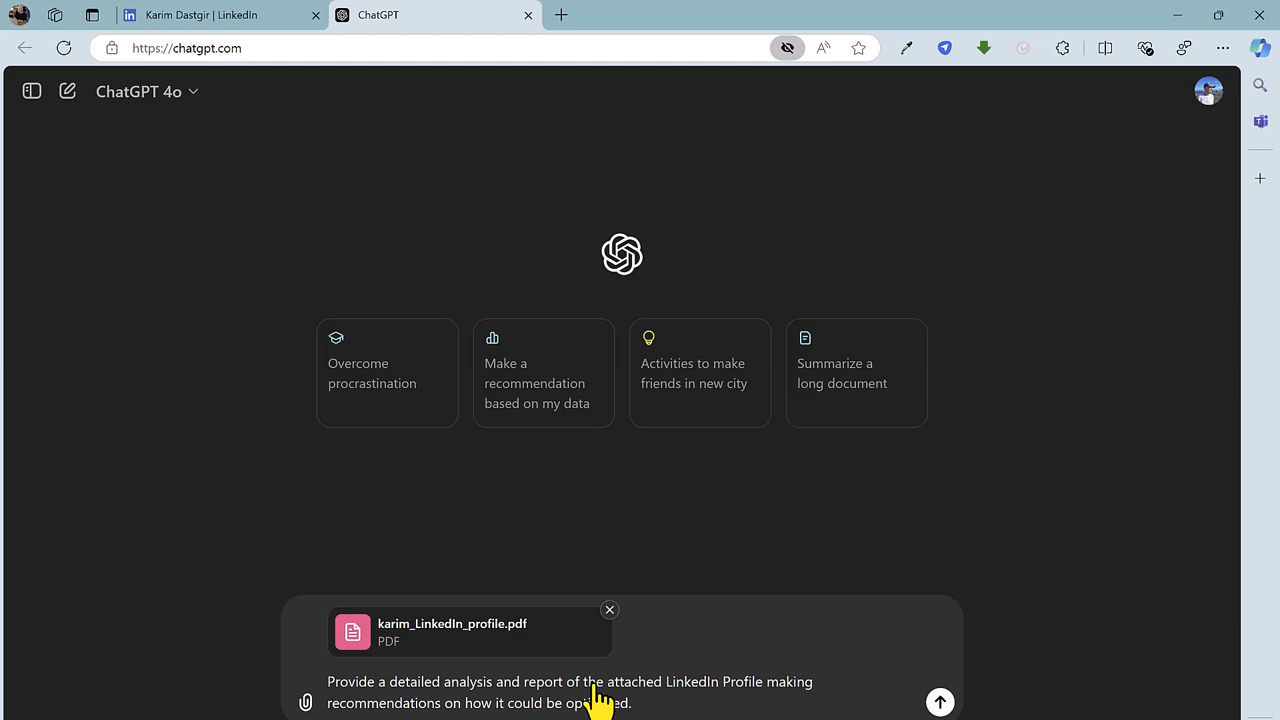 Karim Dastgir | LinkedIn
ChatGPT
https://chatgpt.com
ChatGPT 4o
Overcome
procrastination
Make a
recommendation
based on my data
Activities to make
friends in new city
Summarize a
long document
karim_LinkedIn_profile.pdf
PDF
Provide a detailed analysis and report of the attached LinkedIn Profile making
recommendations on how it could be